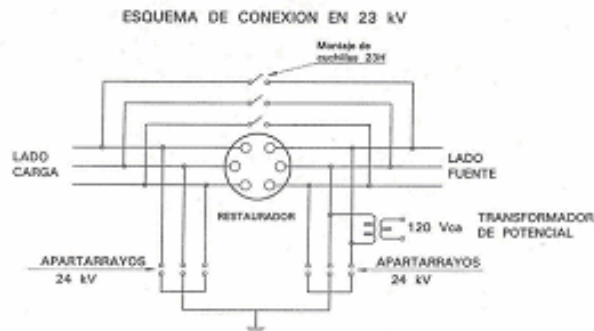 ESQUEMA DE CONEXION EN 23 kV
Montaje de
cuchillas 23H
LADO
CARGA
LADO
FUENTE
RESTAURADOR
120 Vca
TRANSFORMADOR
DE POTENCIAL
APARTARRAYOS
24 kV
APARTARRAYOS
24 kV